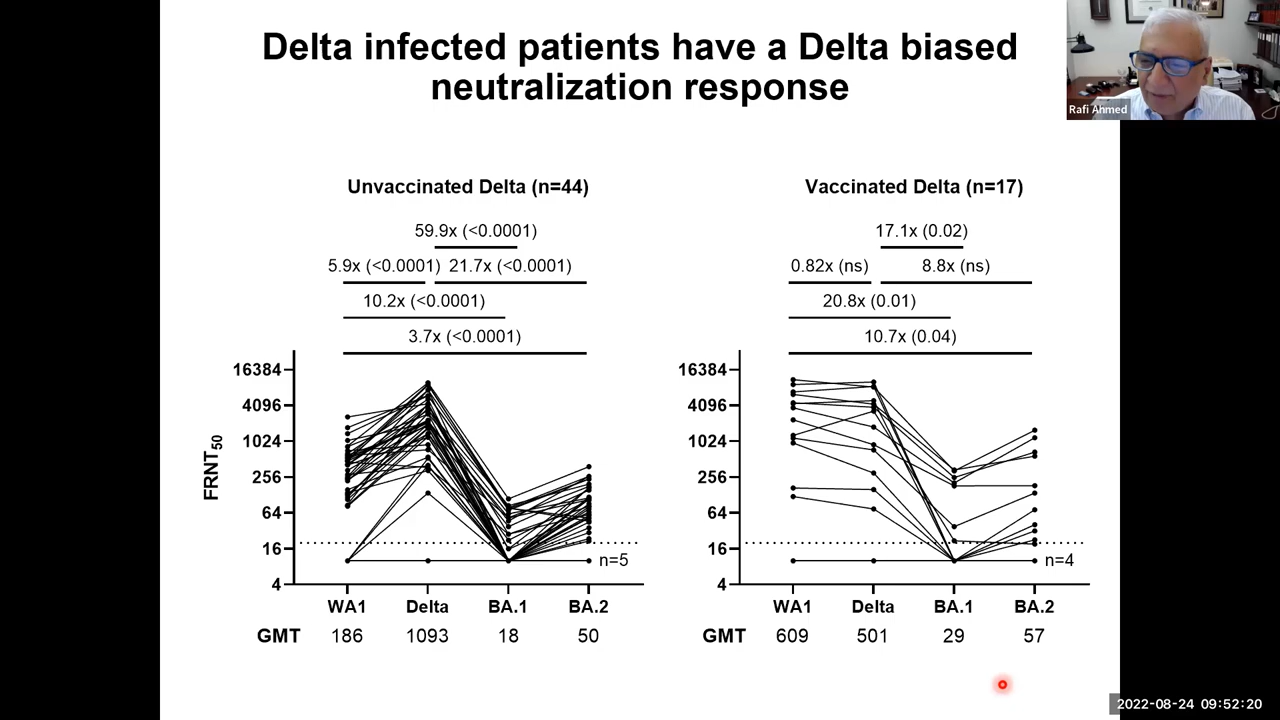 Delta infected patients have a Delta biased
neutralization response
Rafi Ahmed
Unvaccinated Delta (n=44)
59.9x (<0.0001)
5.9x (<0.0001)
21.7x (<0.0001)
10.2x (<0.0001)
3.7x (<0.0001)
16384
4096
1024
256
64
16
4
FRNT50
n=5
WA1 Delta BA.1 BA.2
GMT 186 1093 18 50
Vaccinated Delta (n=17)
17.1x (0.02)
0.82x (ns)
8.8x (ns)
20.8x (0.01)
10.7x (0.04)
16384
4096
1024
256
64
16
4
n=4
WA1 Delta BA.1 BA.2
GMT 609 501 29 57
2022-08-24 09:52:20